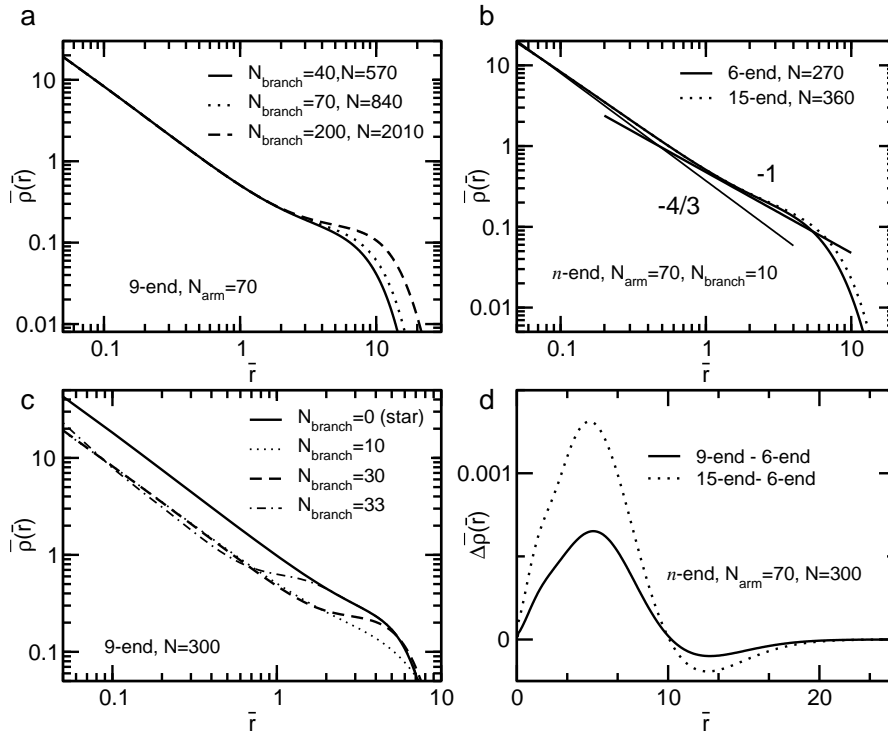 a
10
1
0.1
0.01
ρ̅(r̅)
N_branch=40,N=570
N_branch=70, N=840
N_branch=200, N=2010
9-end, N_arm=70
0.1
1
10
r̅
b
10
1
0.1
0.01
ρ̅(r̅)
6-end, N=270
15-end, N=360
-1
-4/3
n-end, N_arm=70, N_branch=10
0.1
1
10
r̅
c
10
1
0.1
ρ̅(r̅)
N_branch=0 (star)
N_branch=10
N_branch=30
N_branch=33
9-end, N=300
0.1
1
10
r̅
d
0.001
0
Δρ̅(r̅)
9-end - 6-end
15-end- 6-end
n-end, N_arm=70, N=300
0
10
20
r̅